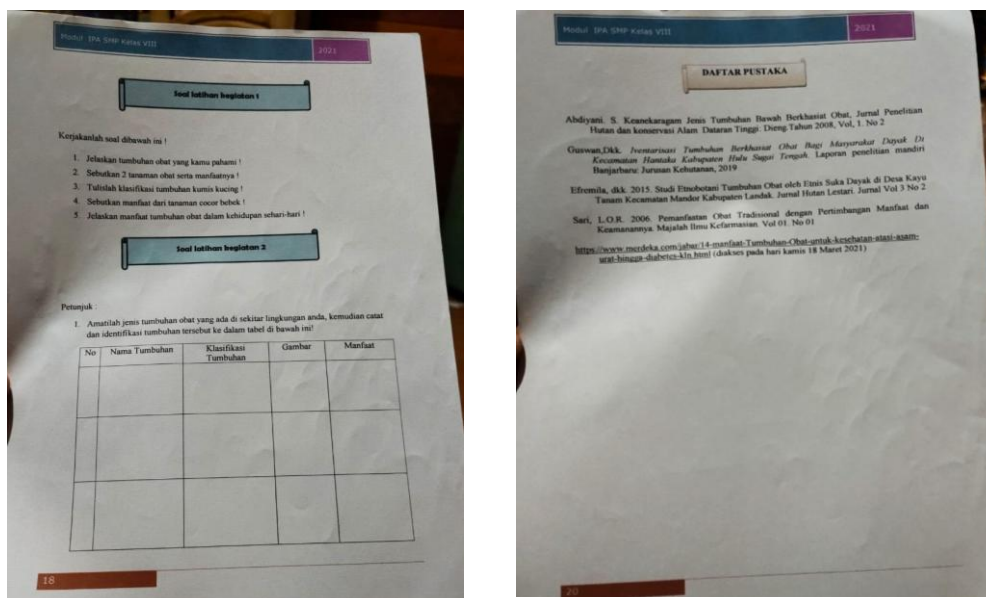 Modul IPA SMP Kelas VIII 2021
Soal latihan kegiatan 1
Kerjakanlah soal dibawah ini !
1. Jelaskan tumbuhan obat yang kamu pahami !
2. Sebutkan 2 tanaman obat serta manfaatnya !
3. Tulislah klasifikasi tumbuhan kumis kucing !
4. Sebutkan manfaat dari tanaman cocor bebek !
5. Jelaskan manfaat tumbuhan obat dalam kehidupan sehari-hari !
Soal latihan kegiatan 2
Petunjuk :
1. Amatilah jenis tumbuhan obat yang ada di sekitar lingkungan anda, kemudian catat
dan identifikasi tumbuhan tersebut ke dalam tabel di bawah ini!
No Nama Tumbuhan Klasifikasi Gambar Manfaat
Tumbuhan
18
Modul IPA SMP Kelas VIII 2021
DAFTAR PUSTAKA
Abdiyani. S. Keanekaragam Jenis Tumbuhan Bawah Berkhasiat Obat, Jurnal Penelitian
Hutan dan konservasi Alam. Dataran Tinggi. Dieng Tahun 2008, Vol, 1. No 2
Guswan,Dkk. Iventarisasi Tumbuhan Berkhasiat Obat Bagi Masyarakat Dayak Di
Kecamatan Hantaka Kabupaten Hulu Sugai Tengah. Laporan penelitian mandiri
Banjarbaru: Jurusan Kehutanan, 2019
Efremila, dkk. 2015. Studi Etnobotani Tumbuhan Obat oleh Etnis Suka Dayak di Desa Kayu
Tanam Kecamatan Mandor Kabupaten Landak. Jurnal Hutan Lestari. Jurnal Vol 3 No 2
Sari, L.O.R. 2006. Pemanfaatan Obat Tradisional dengan Pertimbangan Manfaat dan
Keamanannya. Majalah Ilmu Kefarmasian. Vol 01. No 01
https://www.merdeka.com/jabar/14-manfaat-Tumbuhan-Obat-untuk-kesehatan-atasi-asam-
urat-hingga-diabetes-kln.html (diakses pada hari kamis 18 Maret 2021)
20